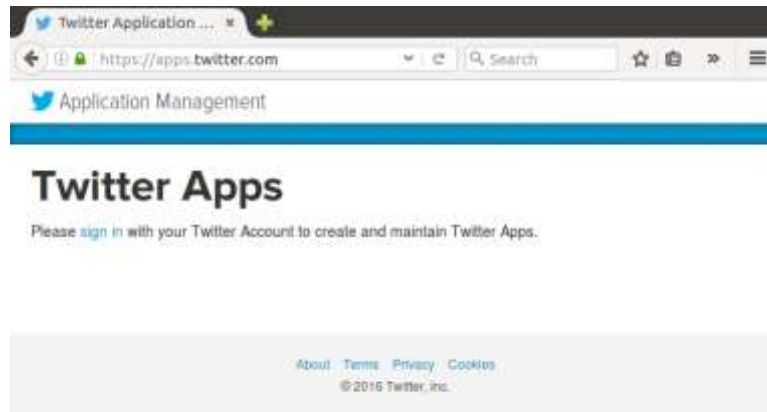 Twitter Application ... ×
https://apps.twitter.com Search
Application Management
Twitter Apps
Please sign in with your Twitter Account to create and maintain Twitter Apps.
About Terms Privacy Cookies
© 2016 Twitter, Inc.